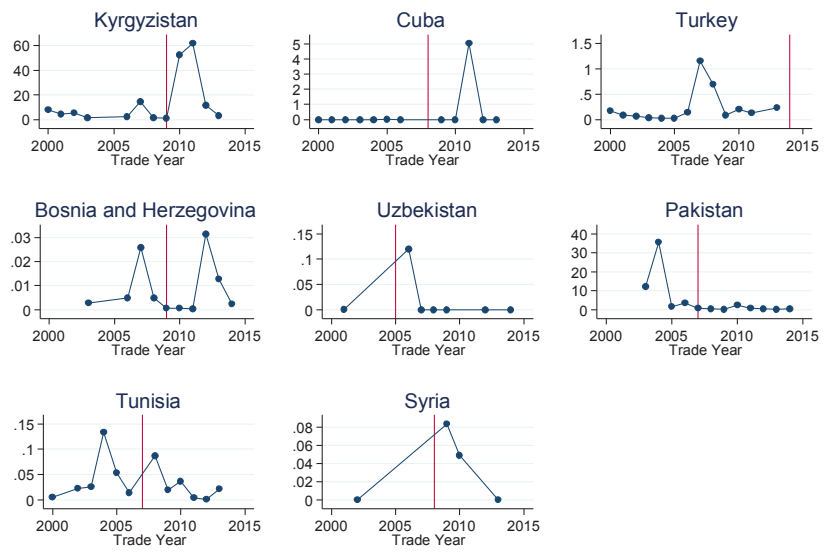 Kyrgyzistan
60
40
20
0
2000 2005 2010 2015
Trade Year
Cuba
5
4
3
2
1
0
2000 2005 2010 2015
Trade Year
Turkey
1.5
1
.5
0
2000 2005 2010 2015
Trade Year
Bosnia and Herzegovina
.03
.02
.01
0
2000 2005 2010 2015
Trade Year
Uzbekistan
.15
.1
.05
0
2000 2005 2010 2015
Trade Year
Pakistan
40
30
20
10
0
2000 2005 2010 2015
Trade Year
Tunisia
.15
.1
.05
0
2000 2005 2010 2015
Trade Year
Syria
.08
.06
.04
.02
0
2000 2005 2010 2015
Trade Year